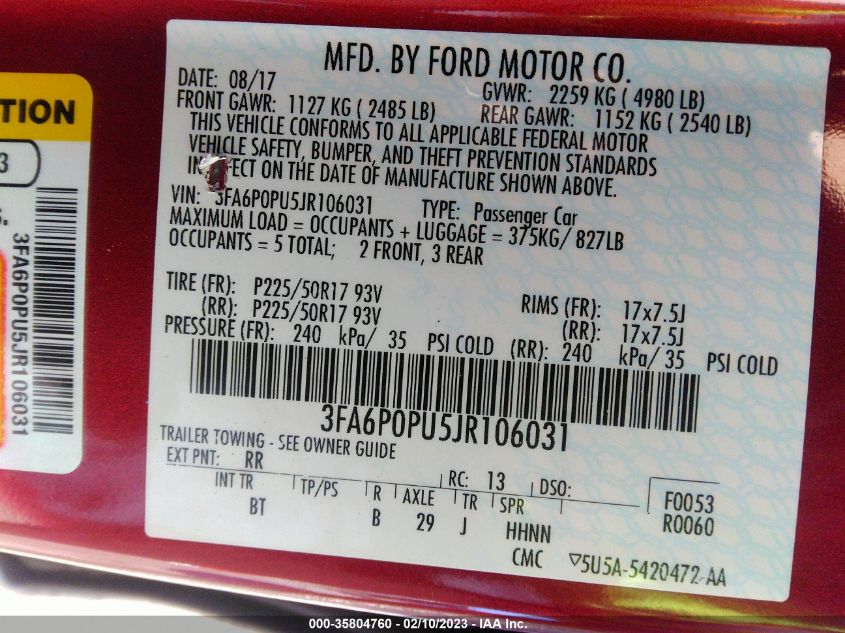 MFD. BY FORD MOTOR CO.
DATE: 08/17
GVWR: 2259 KG ( 4980 LB)
FRONT GAWR: 1127 KG ( 2485 LB)
REAR GAWR: 1152 KG ( 2540 LB)
THIS VEHICLE CONFORMS TO ALL APPLICABLE FEDERAL MOTOR
VEHICLE SAFETY, BUMPER, AND THEFT PREVENTION STANDARDS
IN EFFECT ON THE DATE OF MANUFACTURE SHOWN ABOVE.
VIN: 3FA6P0PU5JR106031 TYPE: Passenger Car
MAXIMUM LOAD = OCCUPANTS + LUGGAGE = 375KG/ 827LB
OCCUPANTS = 5 TOTAL; 2 FRONT, 3 REAR
TIRE (FR): P225/50R17 93V RIMS (FR): 17x7.5J
(RR): P225/50R17 93V (RR): 17x7.5J
PRESSURE (FR): 240 kPa/ 35 PSI COLD (RR): 240 kPa/ 35 PSI COLD
3FA6P0PU5JR106031
TRAILER TOWING - SEE OWNER GUIDE
EXT PNT: RR RC: 13 DSO: F0053
INT TR TP/PS R AXLE TR SPR R0060
BT B 29 J HHNN
CMC ▽5U5A-5420472-AA
TION
3
S.
3FA6P0PU5JR106031
000-35804760 - 02/10/2023 - IAA Inc.